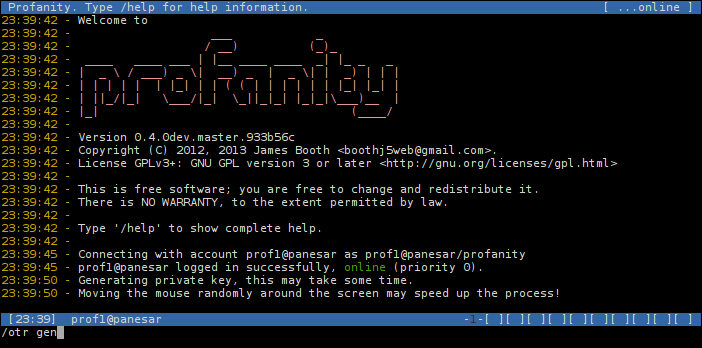 Profanity. Type /help for help information. [ ...online ]
23:39:42 - Welcome to
23:39:42 -
23:39:42 - profanity
23:39:42 -
23:39:42 -
23:39:42 -
23:39:42 -
23:39:42 -
23:39:42 -
23:39:42 -
23:39:42 - Version 0.4.0dev.master.933b56c
23:39:42 - Copyright (C) 2012, 2013 James Booth <boothj5web@gmail.com>.
23:39:42 - License GPLv3+: GNU GPL version 3 or later <http://gnu.org/licenses/gpl.html>
23:39:42 -
23:39:42 - This is free software; you are free to change and redistribute it.
23:39:42 - There is NO WARRANTY, to the extent permitted by law.
23:39:42 -
23:39:42 - Type '/help' to show complete help.
23:39:42 -
23:39:45 - Connecting with account prof1@panesar as prof1@panesar/profanity
23:39:45 - prof1@panesar logged in successfully, online (priority 0).
23:39:50 - Generating private key, this may take some time.
23:39:50 - Moving the mouse randomly around the screen may speed up the process!
[23:39] prof1@panesar -1-[ ][ ][ ][ ][ ][ ][ ][ ][ ][ ]
/otr gen